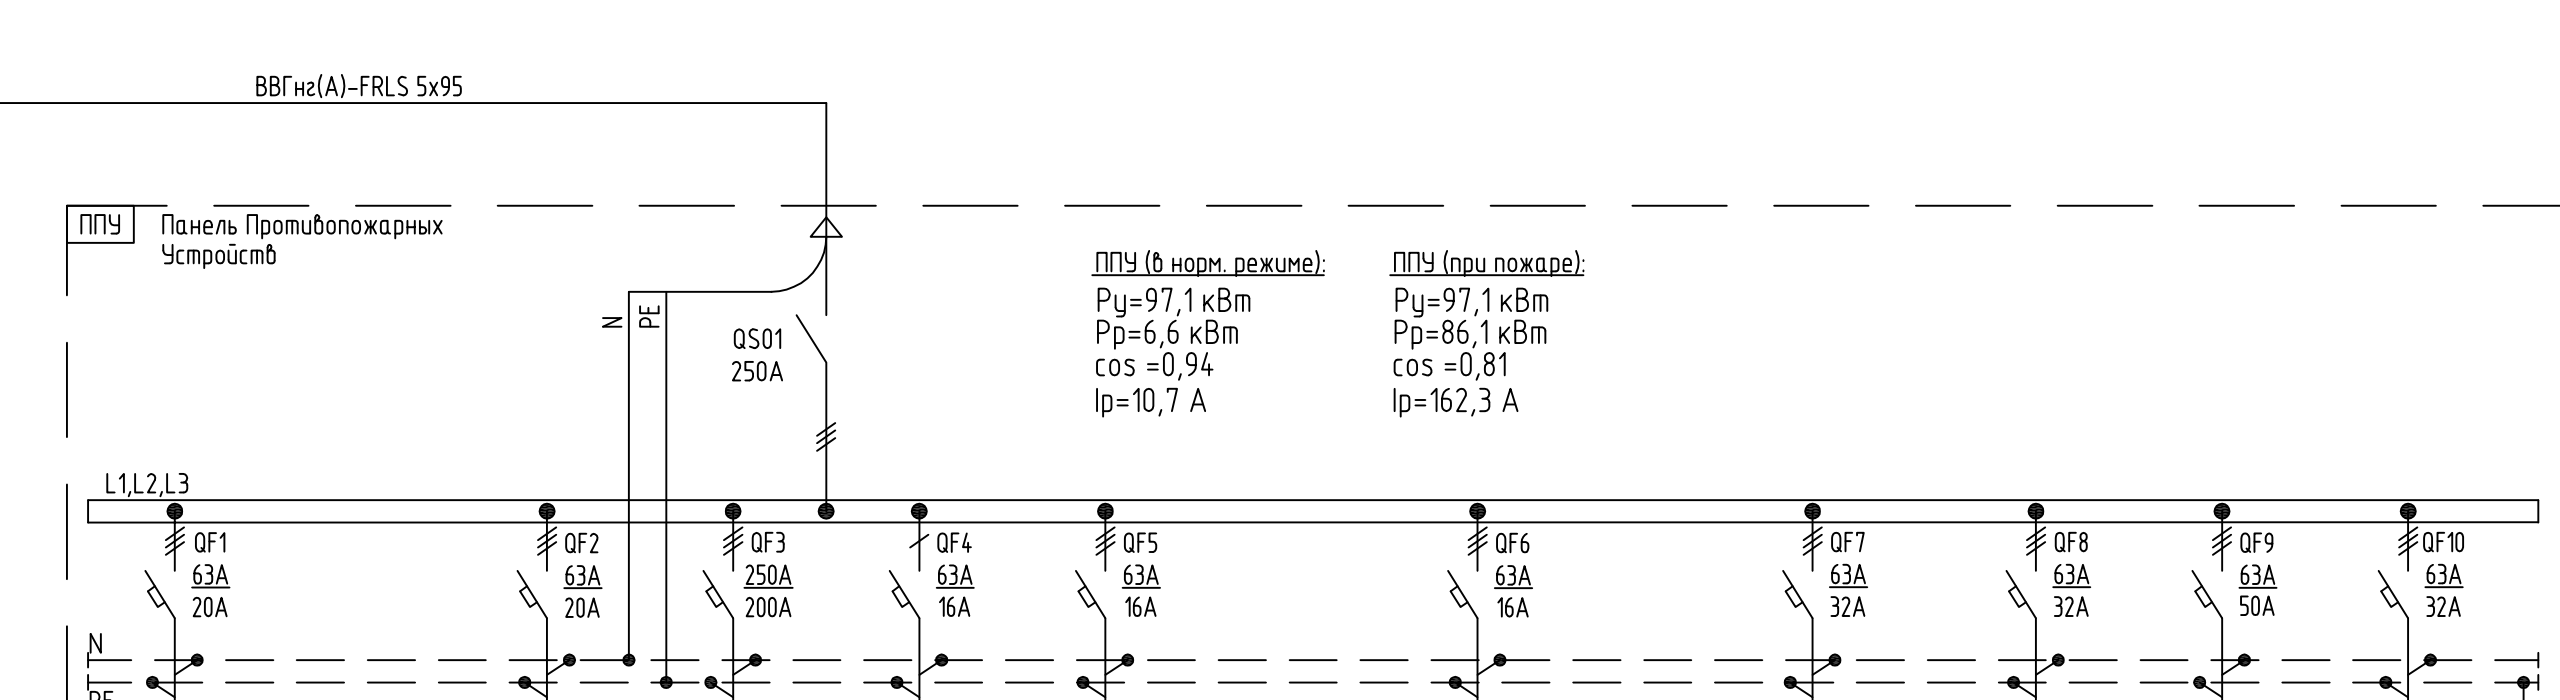 ВВГнг(А)-FRLS 5x95
ППУ
Панель Противопожарных
Устройств
N
PE
QS01
250А
ППУ (в норм. режиме):
Ру=97,1 кВт
Рр=6,6 кВт
cos =0,94
Iр=10,7 А
ППУ (при пожаре):
Ру=97,1 кВт
Рр=86,1 кВт
cos =0,81
Iр=162,3 А
L1,L2,L3
QF1
63А
20А
QF2
63А
20А
QF3
250А
200А
QF4
63А
16А
QF5
63А
16А
QF6
63А
16А
QF7
63А
32А
QF8
63А
32А
QF9
63А
50А
QF10
63А
32А
N
PE